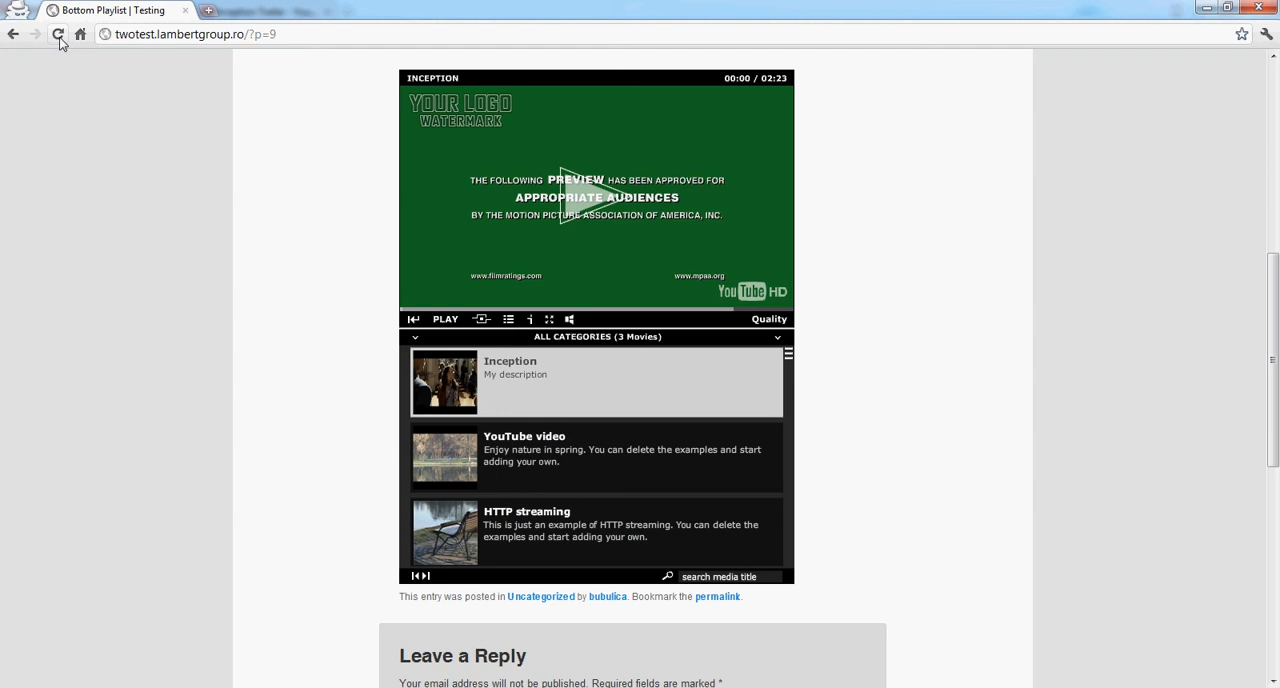 Bottom Playlist | Testing
twotest.lambertgroup.ro/?p=9
INCEPTION 00:00 / 02:23
YOUR LOGO
WATERMARK
THE FOLLOWING PREVIEW HAS BEEN APPROVED FOR
APPROPRIATE AUDIENCES
BY THE MOTION PICTURE ASSOCIATION OF AMERICA, INC.
www.filmratings.com www.mpaa.org
YouTube HD
PLAY Quality
ALL CATEGORIES (3 Movies)
Inception
My description
YouTube video
Enjoy nature in spring. You can delete the examples and start
adding your own.
HTTP streaming
This is just an example of HTTP streaming. You can delete the
examples and start adding your own.
search media title
This entry was posted in Uncategorized by bubulica. Bookmark the permalink.
Leave a Reply
Your email address will not be published. Required fields are marked *